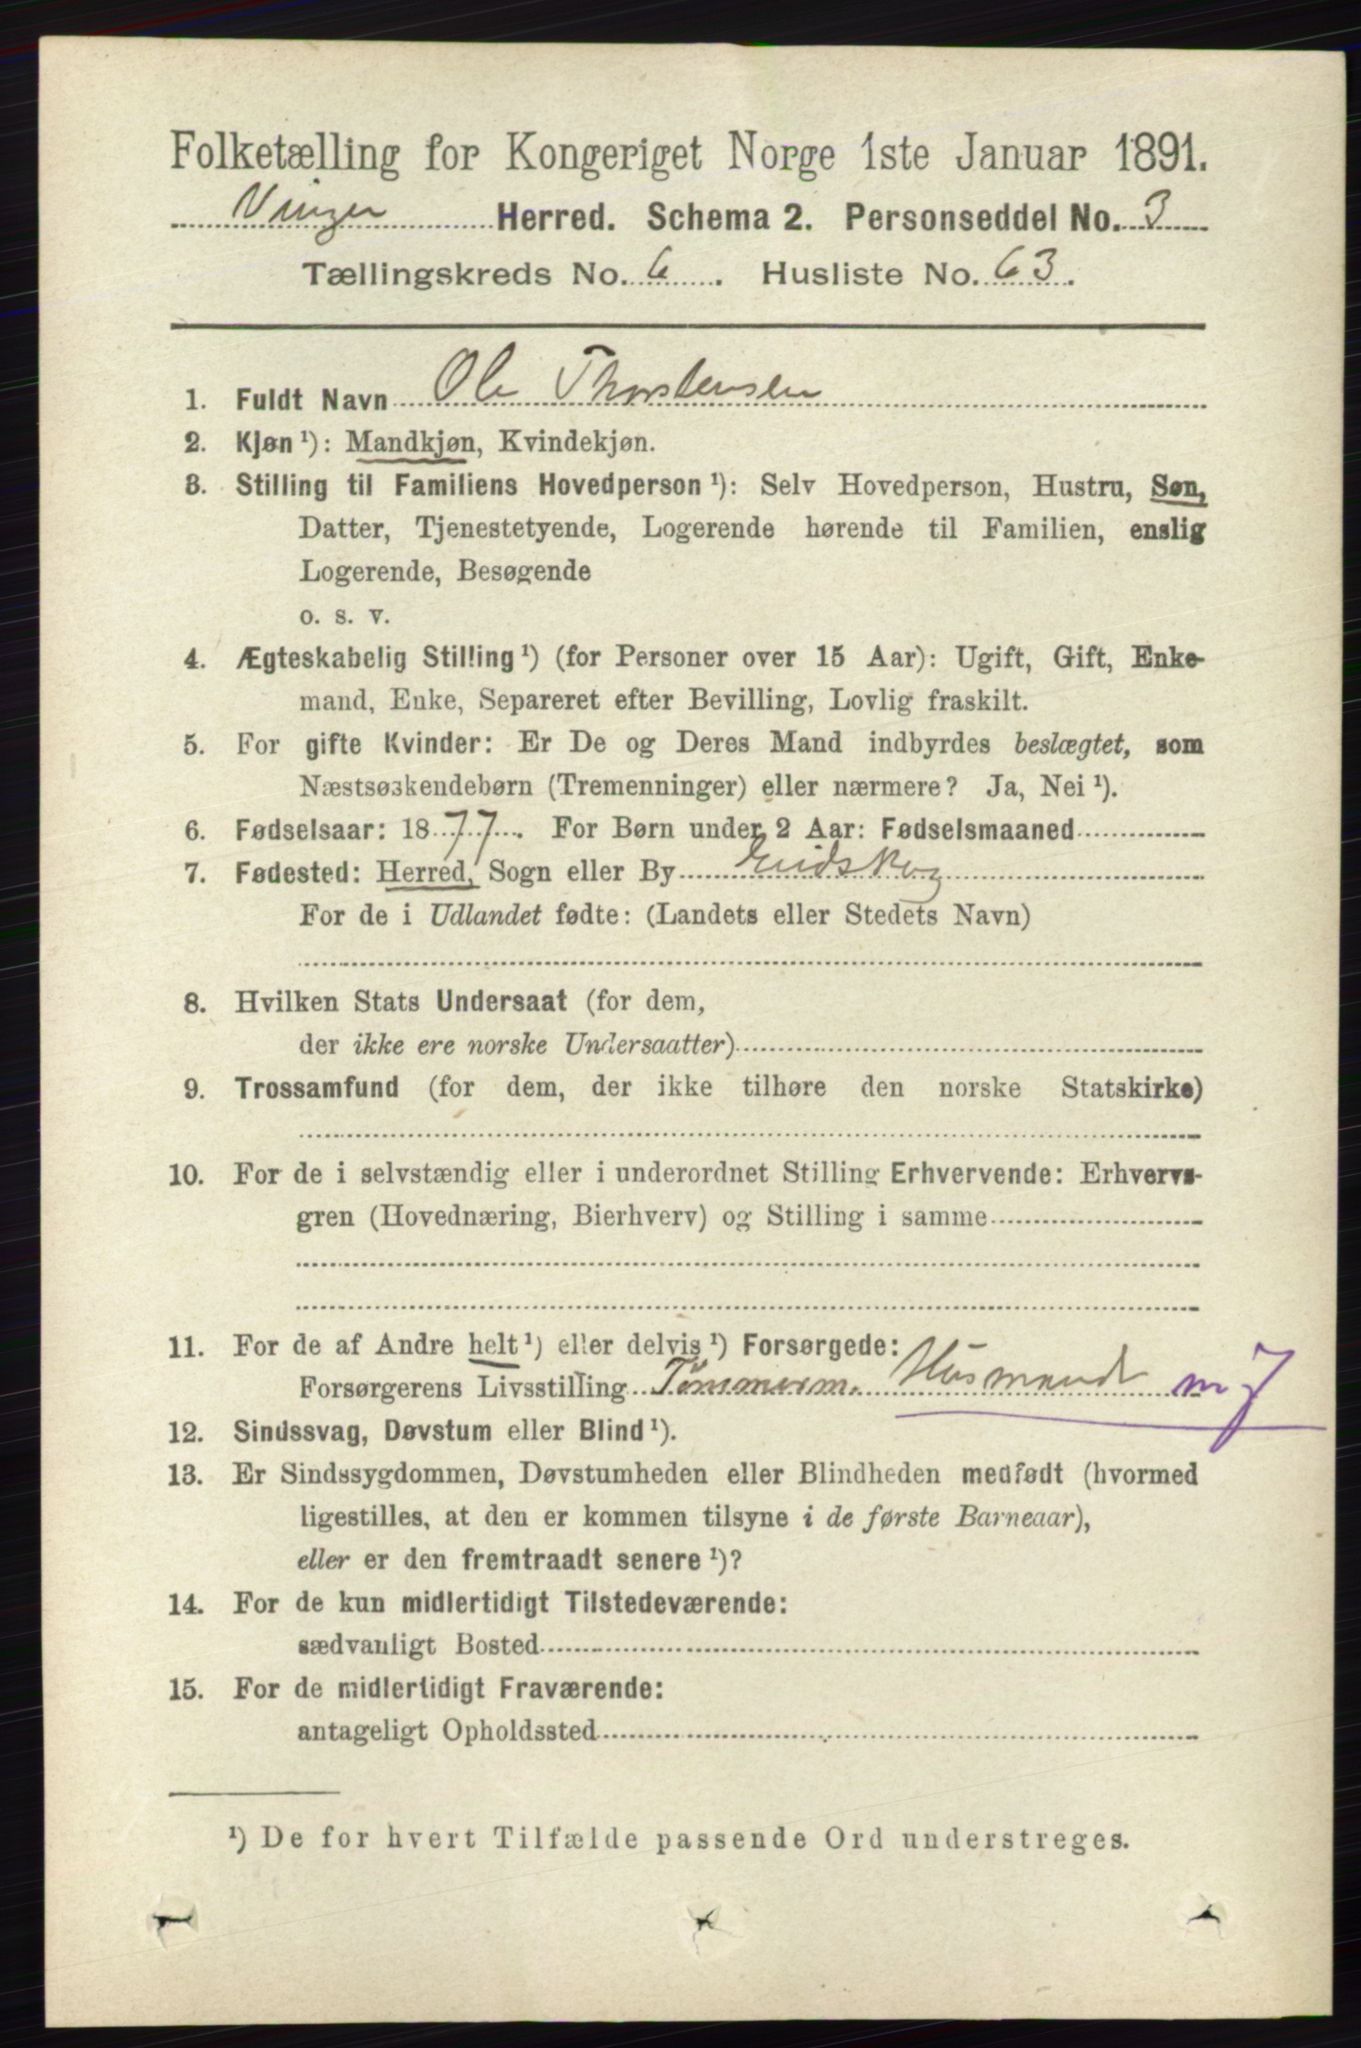 Folketælling for Kongeriget Norge 1ste Januar 1891.
Vinger Herred. Schema 2. Personseddel No. 3
Tællingskreds No. 6. Husliste No. 63.
1. Fuldt Navn Ole Thorstensen
2. Kjøn ¹): Mandkjøn, Kvindekjøn.
3. Stilling til Familiens Hovedperson ¹): Selv Hovedperson, Hustru, Søn,
Datter, Tjenestetyende, Logerende hørende til Familien, enslig
Logerende, Besøgende
o. s. v.
4. Ægteskabelig Stilling ¹) (for Personer over 15 Aar): Ugift, Gift, Enke-
mand, Enke, Separeret efter Bevilling, Lovlig fraskilt.
5. For gifte Kvinder: Er De og Deres Mand indbyrdes beslægtet, som
Næstsøskendebørn (Tremenninger) eller nærmere? Ja, Nei ¹).
6. Fødselsaar: 1877. For Børn under 2 Aar: Fødselsmaaned
7. Fødested: Herred, Sogn eller By Eidskog
For de i Udlandet fødte: (Landets eller Stedets Navn)
8. Hvilken Stats Undersaat (for dem,
der ikke ere norske Undersaatter)
9. Trossamfund (for dem, der ikke tilhøre den norske Statskirke)
10. For de i selvstændig eller i underordnet Stilling Erhvervende: Erhvervs-
gren (Hovednæring, Bierhverv) og Stilling i samme
11. For de af Andre helt ¹) eller delvis ¹) Forsørgede:
Forsørgerens Livsstilling Tømmerm. Husmand m J
12. Sindssvag, Døvstum eller Blind ¹).
13. Er Sindssygdommen, Døvstumheden eller Blindheden medfødt (hvormed
ligestilles, at den er kommen tilsyne i de første Barneaar),
eller er den fremtraadt senere ¹)?
14. For de kun midlertidigt Tilstedeværende:
sædvanligt Bosted
15. For de midlertidigt Fraværende:
antageligt Opholdssted
¹) De for hvert Tilfælde passende Ord understreges.